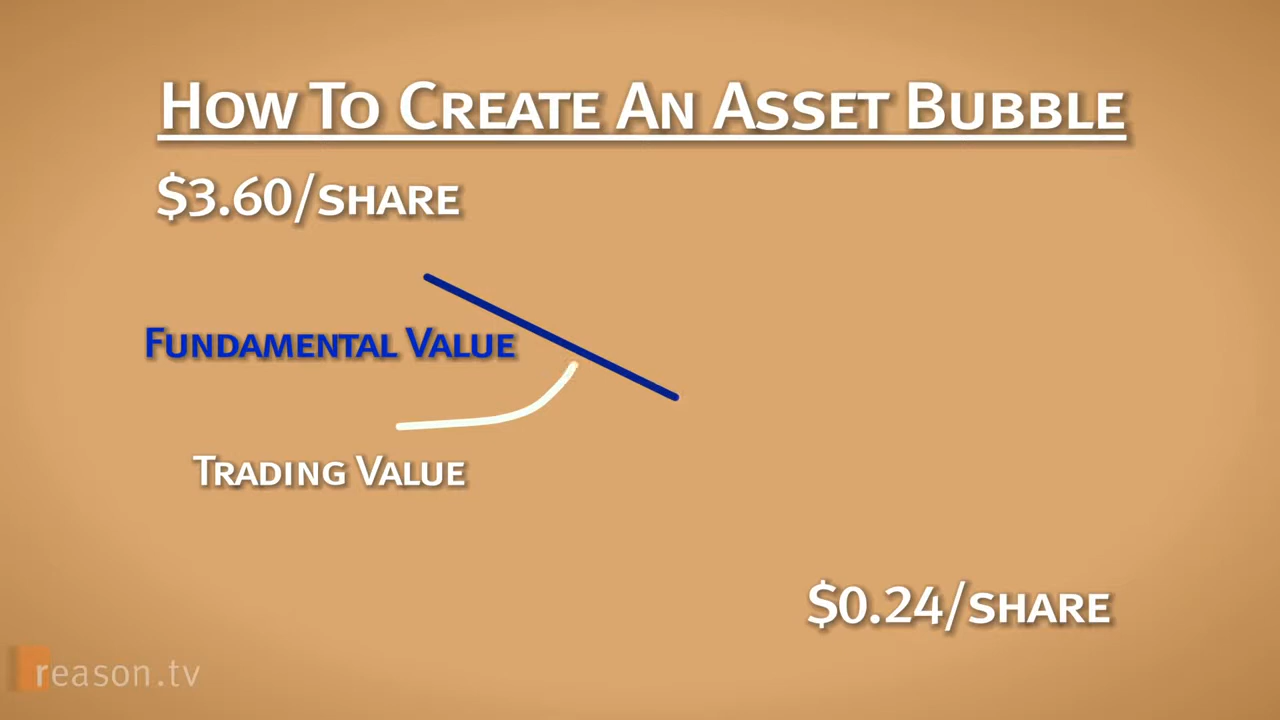 How To Create An Asset Bubble
$3.60/share
Fundamental Value
Trading Value
$0.24/share
reason.tv